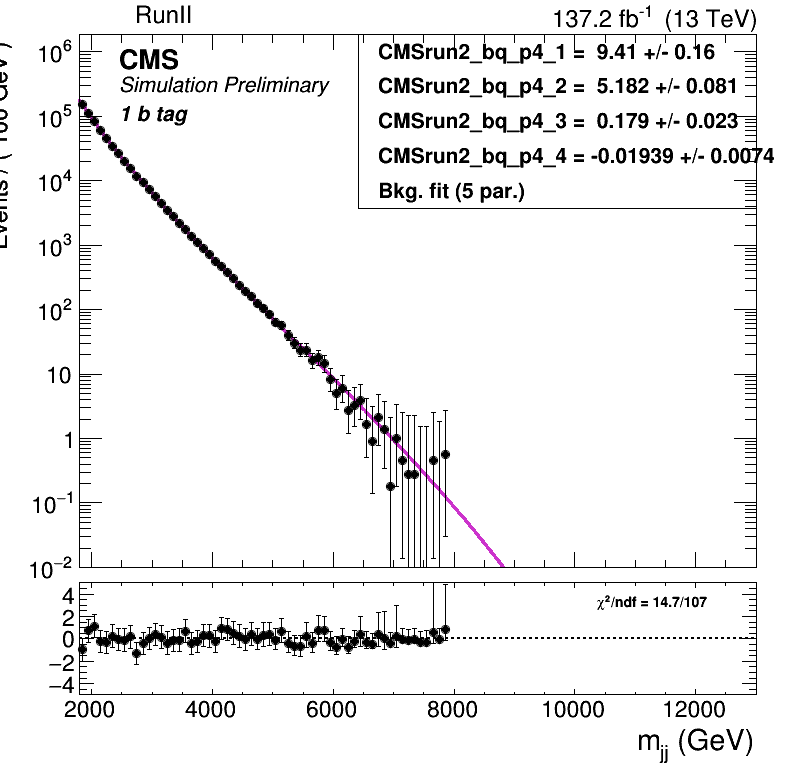 RunII 137.2 fb⁻¹ (13 TeV)
CMS
Simulation Preliminary
1 b tag
CMSrun2_bq_p4_1 = 9.41 +/- 0.16
CMSrun2_bq_p4_2 = 5.182 +/- 0.081
CMSrun2_bq_p4_3 = 0.179 +/- 0.023
CMSrun2_bq_p4_4 = -0.01939 +/- 0.0074
Bkg. fit (5 par.)
Events / ( 100 GeV )
10⁶
10⁵
10⁴
10³
10²
10
1
10⁻¹
10⁻²
χ²/ndf = 14.7/107
4
2
0
−2
−4
2000 4000 6000 8000 10000 12000
m_jj (GeV)